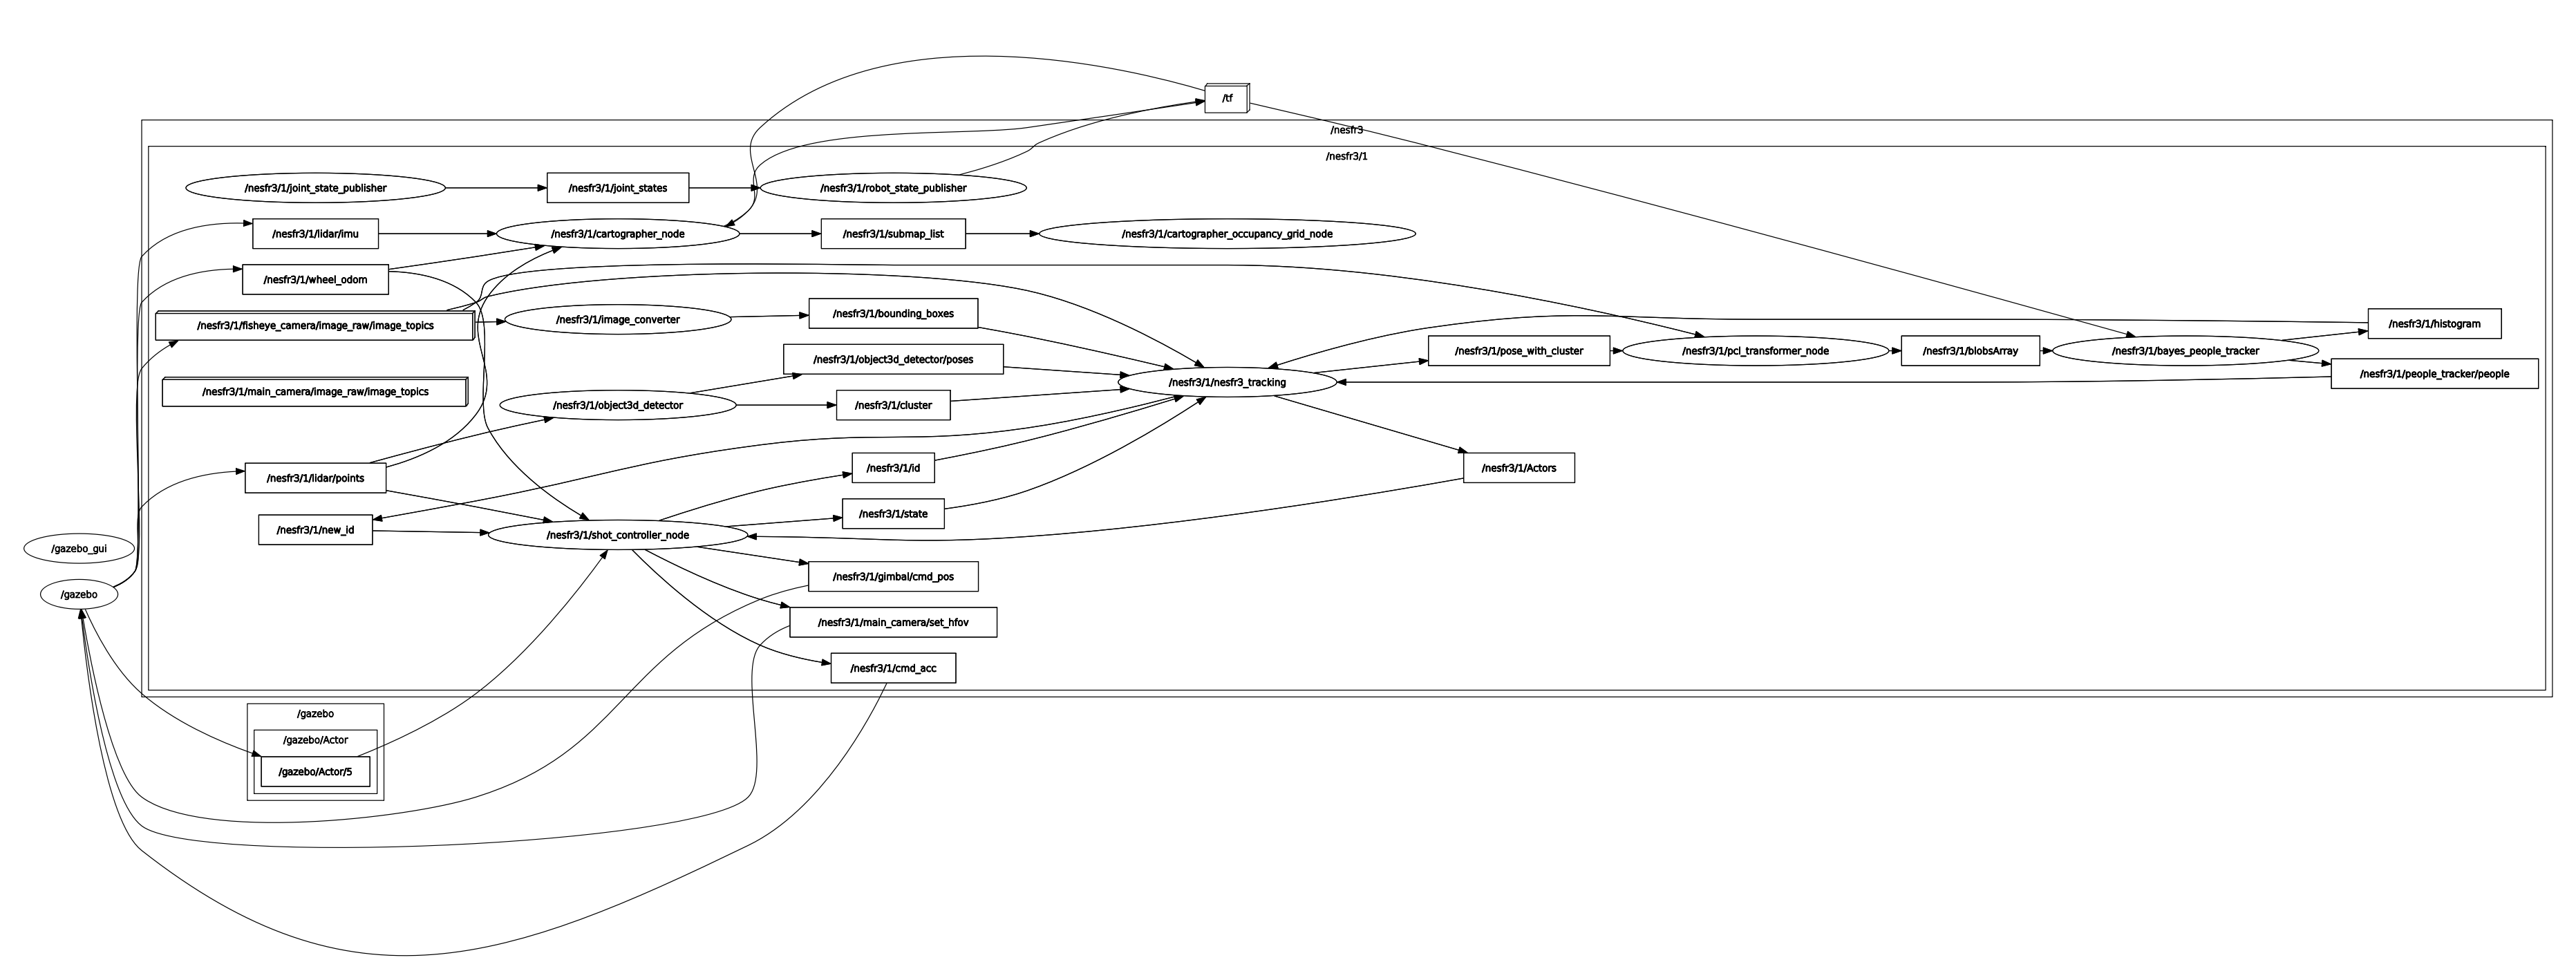 /tf
/nesfr3
/nesfr3/1
/nesfr3/1/joint_state_publisher
/nesfr3/1/joint_states
/nesfr3/1/robot_state_publisher
/nesfr3/1/lidar/imu
/nesfr3/1/cartographer_node
/nesfr3/1/submap_list
/nesfr3/1/cartographer_occupancy_grid_node
/nesfr3/1/wheel_odom
/nesfr3/1/fisheye_camera/image_raw/image_topics
/nesfr3/1/image_converter
/nesfr3/1/bounding_boxes
/nesfr3/1/histogram
/nesfr3/1/object3d_detector/poses
/nesfr3/1/pose_with_cluster
/nesfr3/1/pcl_transformer_node
/nesfr3/1/blobsArray
/nesfr3/1/bayes_people_tracker
/nesfr3/1/people_tracker/people
/nesfr3/1/main_camera/image_raw/image_topics
/nesfr3/1/object3d_detector
/nesfr3/1/cluster
/nesfr3/1/nesfr3_tracking
/nesfr3/1/lidar/points
/nesfr3/1/id
/nesfr3/1/Actors
/nesfr3/1/new_id
/nesfr3/1/shot_controller_node
/nesfr3/1/state
/gazebo_gui
/gazebo
/nesfr3/1/gimbal/cmd_pos
/nesfr3/1/main_camera/set_hfov
/nesfr3/1/cmd_acc
/gazebo
/gazebo/Actor
/gazebo/Actor/5